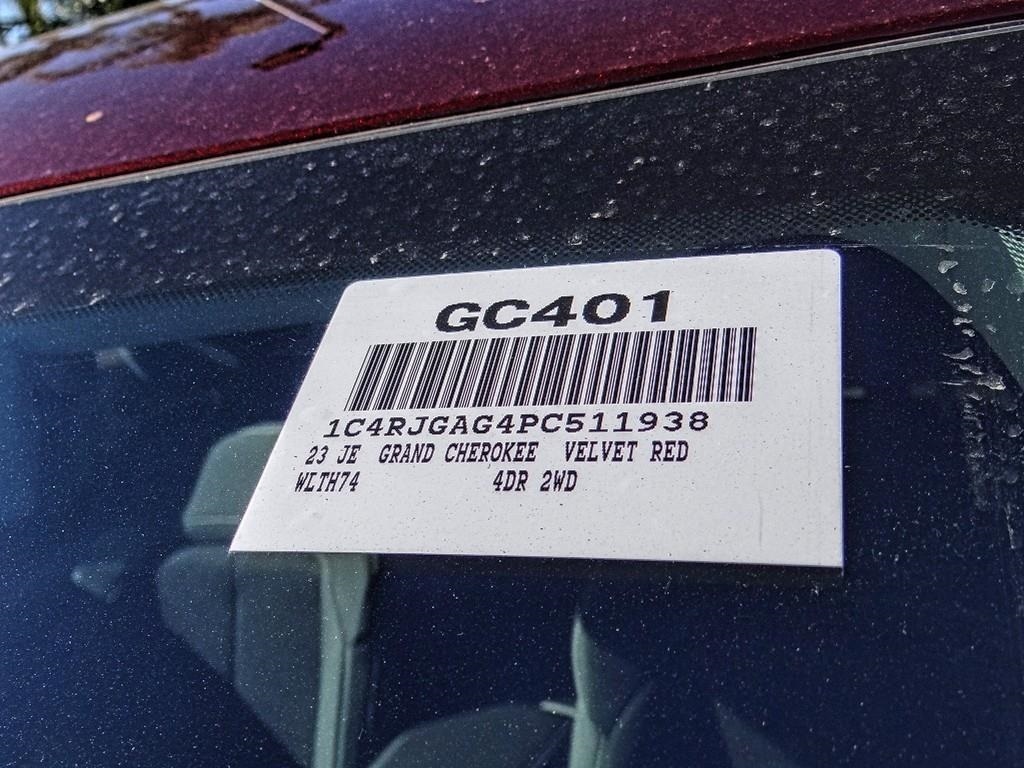 GC401
1C4RJGAG4PC511938
23 JE GRAND CHEROKEE VELVET RED
WLTH74 4DR 2WD